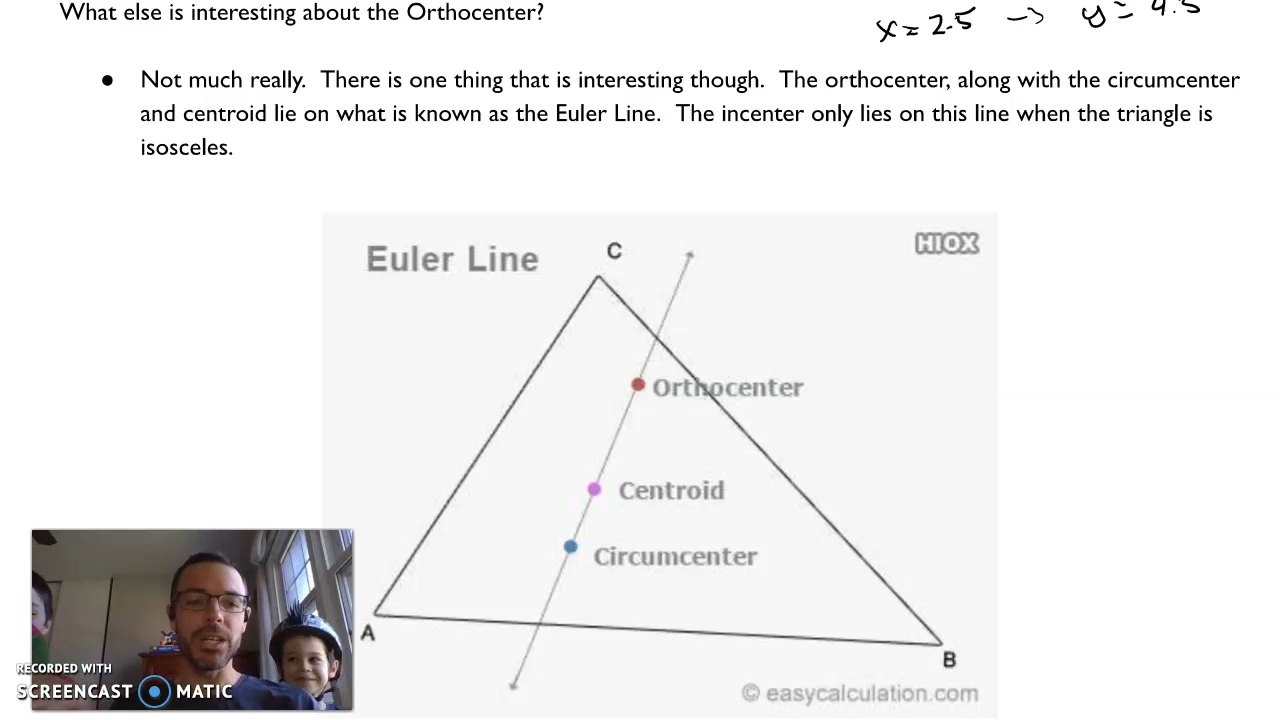 What else is interesting about the Orthocenter?
x = 2.5 -> y = 4.5
● Not much really. There is one thing that is interesting though. The orthocenter, along with the circumcenter
and centroid lie on what is known as the Euler Line. The incenter only lies on this line when the triangle is
isosceles.
Euler Line
HIOX
C
Orthocenter
Centroid
Circumcenter
A
B
RECORDED WITH
SCREENCAST MATIC
© easycalculation.com